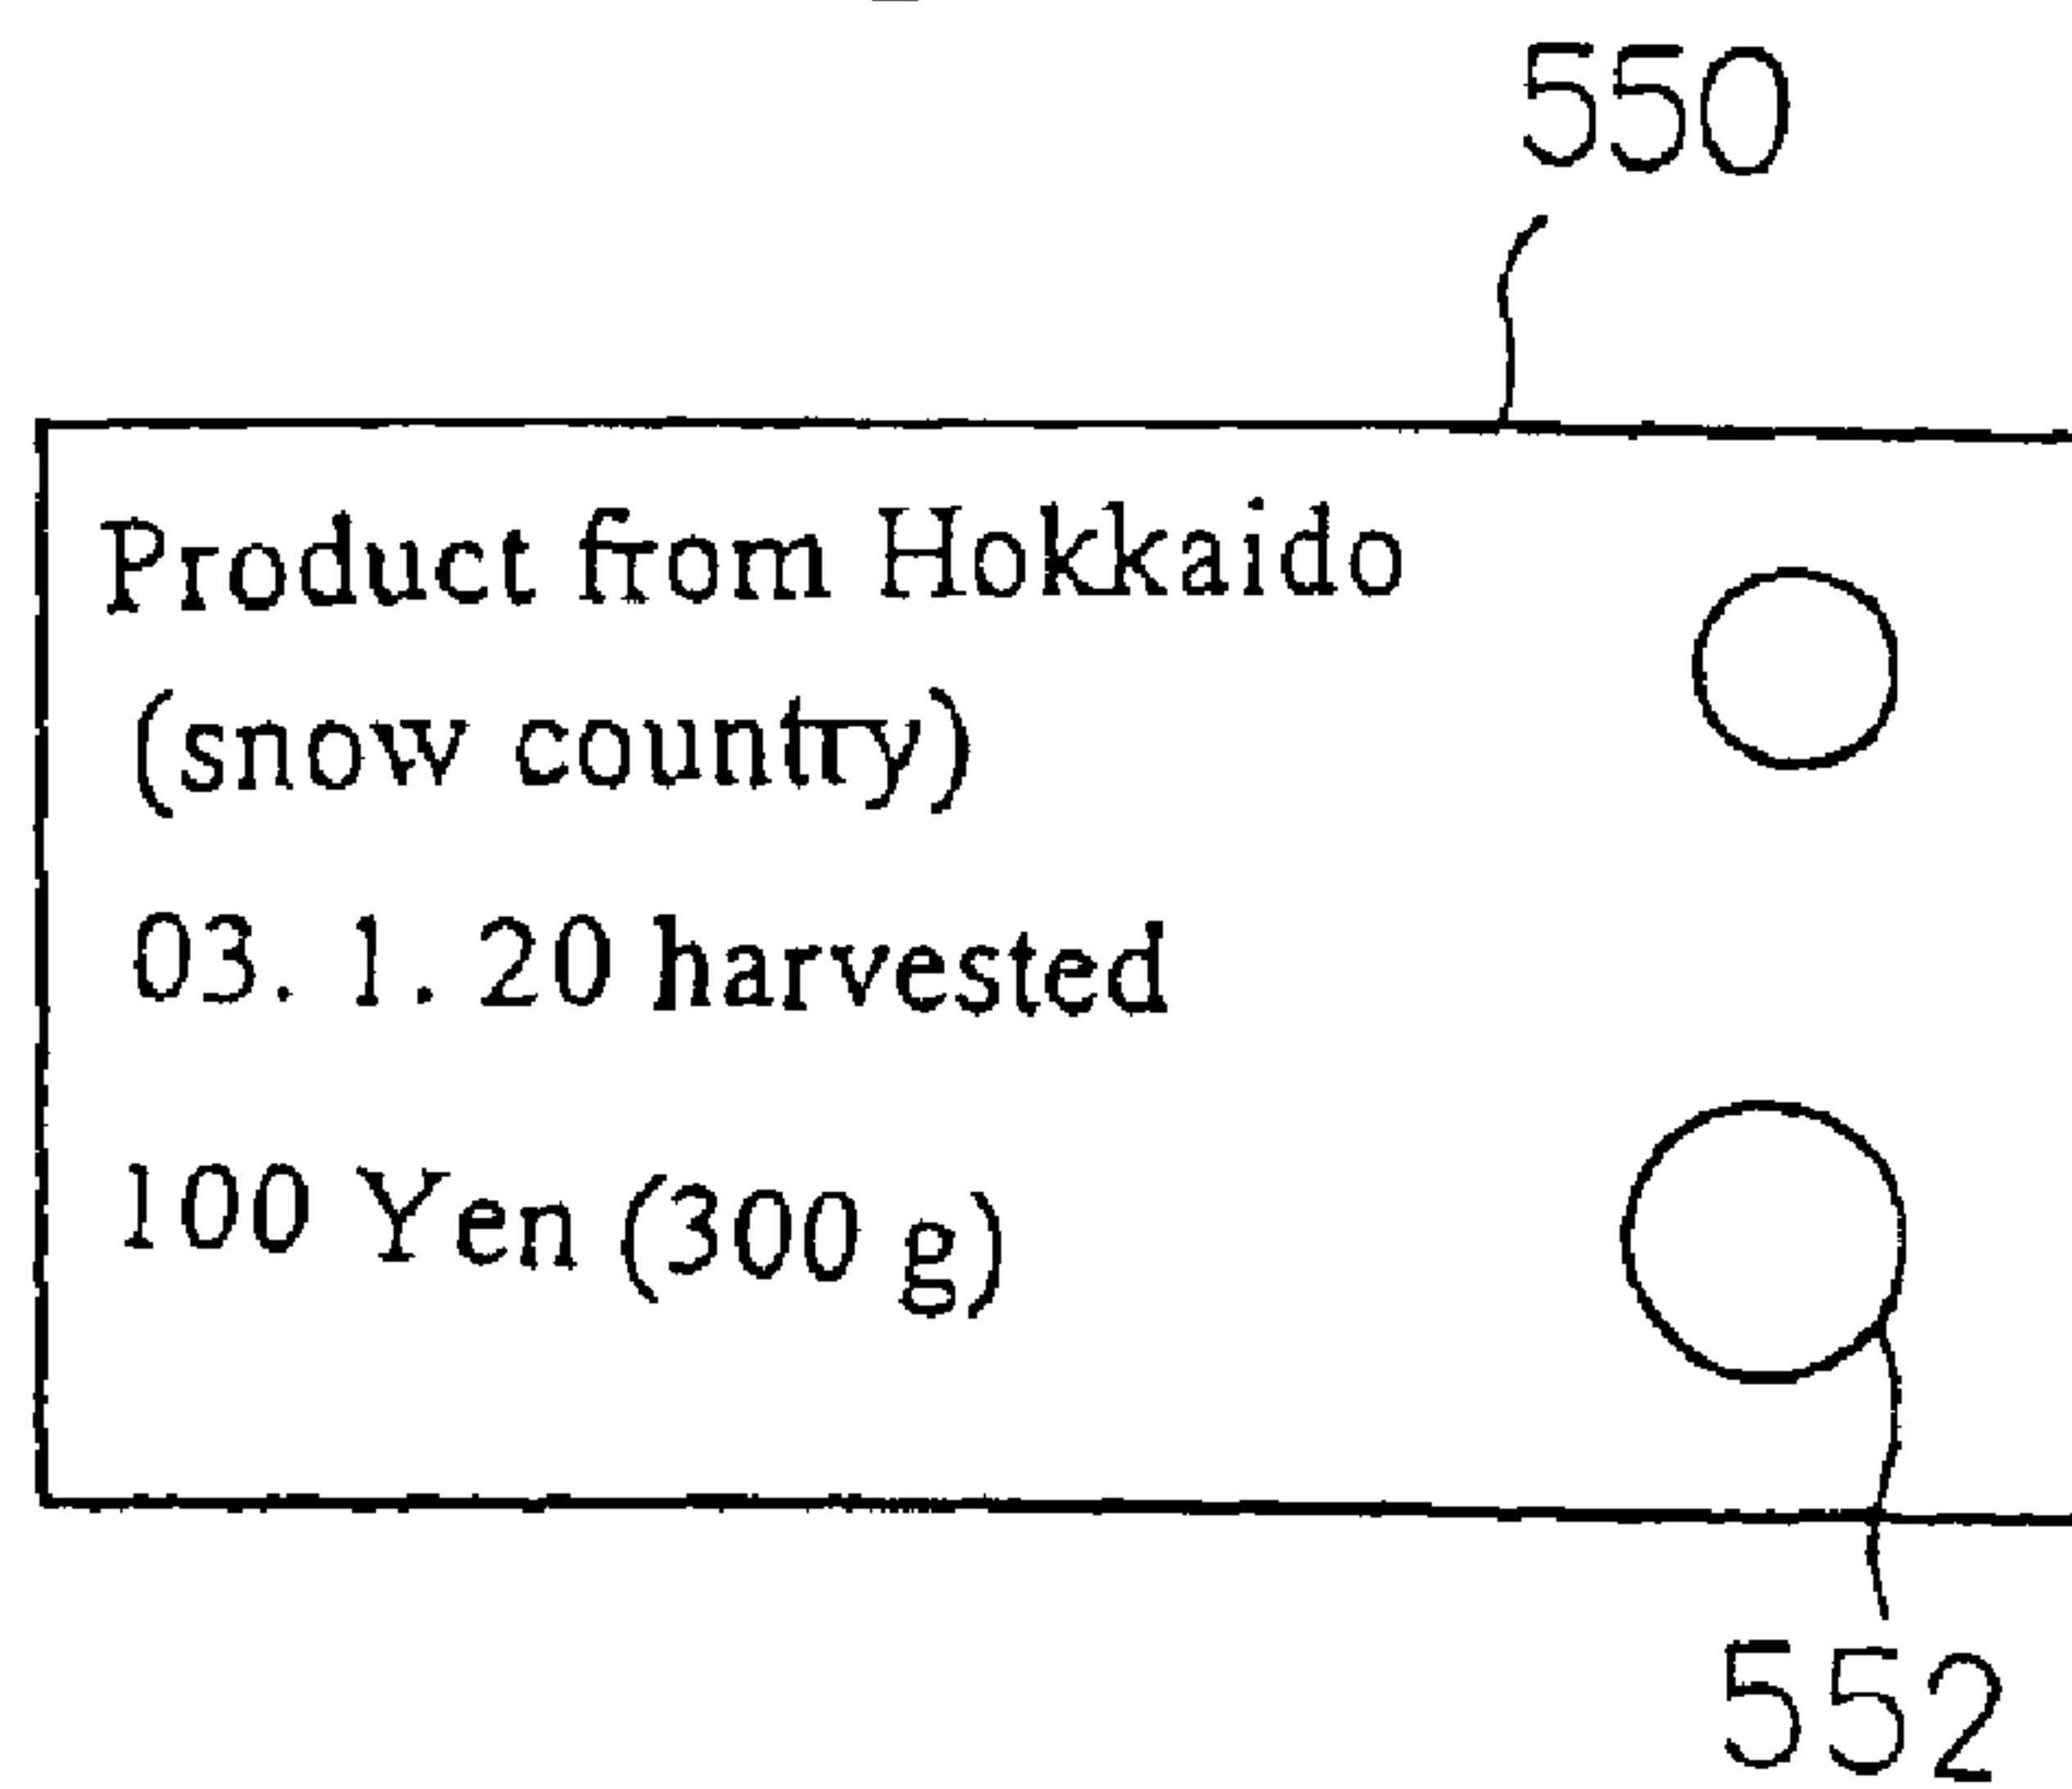 550
Product from Hokkaido
(snow country)
03. 1. 20 harvested
100 Yen (300 g)
552